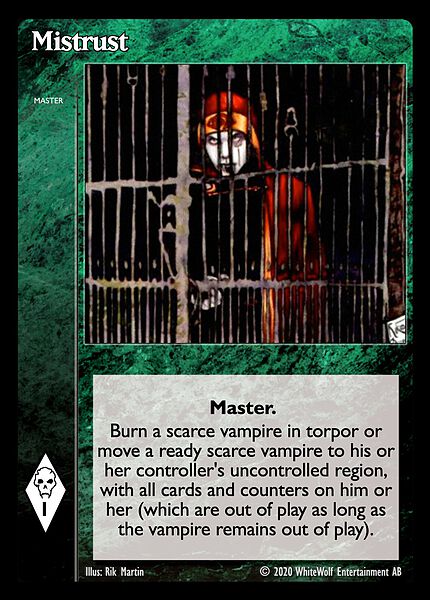 Mistrust
MASTER
Master.
Burn a scarce vampire in torpor or
move a ready scarce vampire to his or
her controller's uncontrolled region,
with all cards and counters on him or
her (which are out of play as long as
the vampire remains out of play).
I
Illus: Rik Martin © 2020 WhiteWolf Entertainment AB